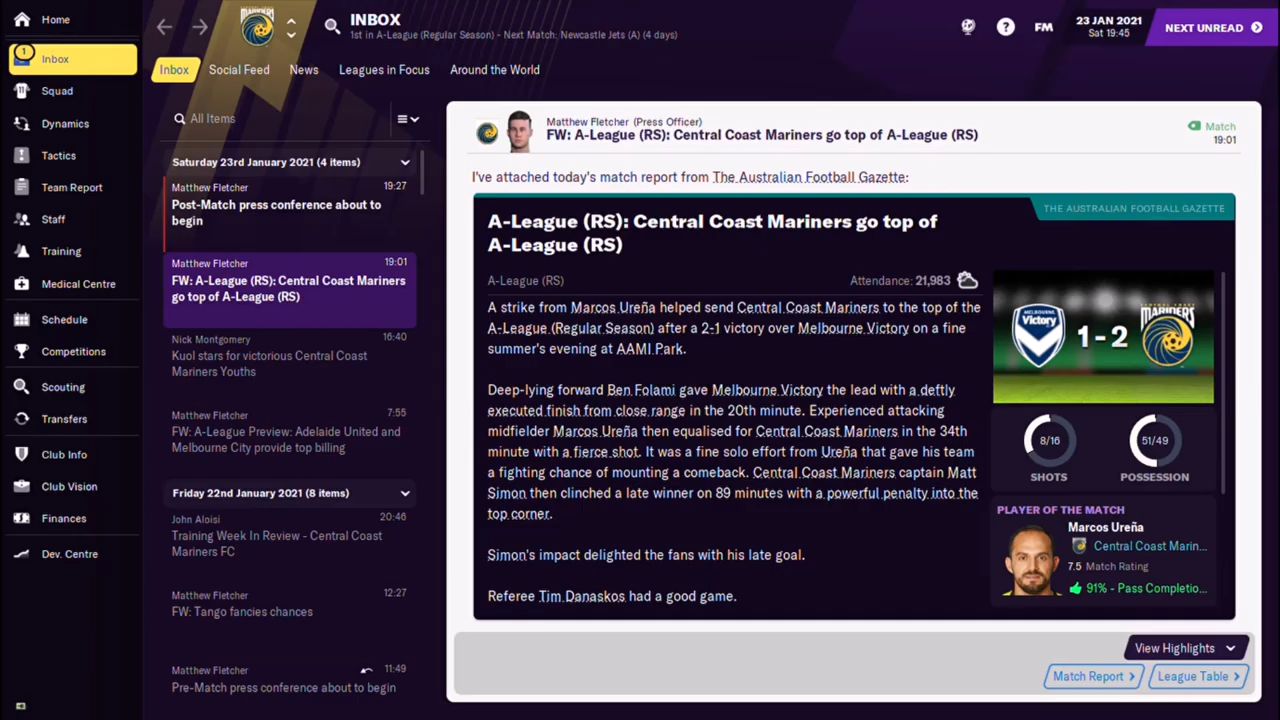 Home
INBOX
1st in A-League (Regular Season) - Next Match: Newcastle Jets (A) (4 days)
FM
23 JAN 2021
Sat 19:45
NEXT UNREAD
1
Inbox
Squad
Dynamics
Tactics
Team Report
Staff
Training
Medical Centre
Schedule
Competitions
Scouting
Transfers
Club Info
Club Vision
Finances
Dev. Centre
Inbox
Social Feed
News
Leagues in Focus
Around the World
All Items
Saturday 23rd January 2021 (4 items)
Matthew Fletcher
19:27
Post-Match press conference about to
begin
Matthew Fletcher
19:01
FW: A-League (RS): Central Coast Mariners
go top of A-League (RS)
Nick Montgomery
16:40
Kuol stars for victorious Central Coast
Mariners Youths
Matthew Fletcher
7:55
FW: A-League Preview: Adelaide United and
Melbourne City provide top billing
Friday 22nd January 2021 (8 items)
John Aloisi
20:46
Training Week In Review - Central Coast
Mariners FC
Matthew Fletcher
12:27
FW: Tango fancies chances
Matthew Fletcher
11:49
Pre-Match press conference about to begin
Matthew Fletcher (Press Officer)
FW: A-League (RS): Central Coast Mariners go top of A-League (RS)
Match
19:01
I've attached today's match report from The Australian Football Gazette:
THE AUSTRALIAN FOOTBALL GAZETTE
A-League (RS): Central Coast Mariners go top of
A-League (RS)
A-League (RS)
Attendance: 21,983
A strike from Marcos Ureña helped send Central Coast Mariners to the top of the
A-League (Regular Season) after a 2-1 victory over Melbourne Victory on a fine
summer's evening at AAMI Park.
Deep-lying forward Ben Folami gave Melbourne Victory the lead with a deftly
executed finish from close range in the 20th minute. Experienced attacking
midfielder Marcos Ureña then equalised for Central Coast Mariners in the 34th
minute with a fierce shot. It was a fine solo effort from Ureña that gave his team
a fighting chance of mounting a comeback. Central Coast Mariners captain Matt
Simon then clinched a late winner on 89 minutes with a powerful penalty into the
top corner.
Simon's impact delighted the fans with his late goal.
Referee Tim Danaskos had a good game.
MELBOURNE
Victory
1 - 2
CENTRAL COAST
MARINERS
8/16
SHOTS
51/49
POSSESSION
PLAYER OF THE MATCH
Marcos Ureña
Central Coast Marin...
7.5 Match Rating
91% - Pass Completio...
View Highlights
Match Report
League Table